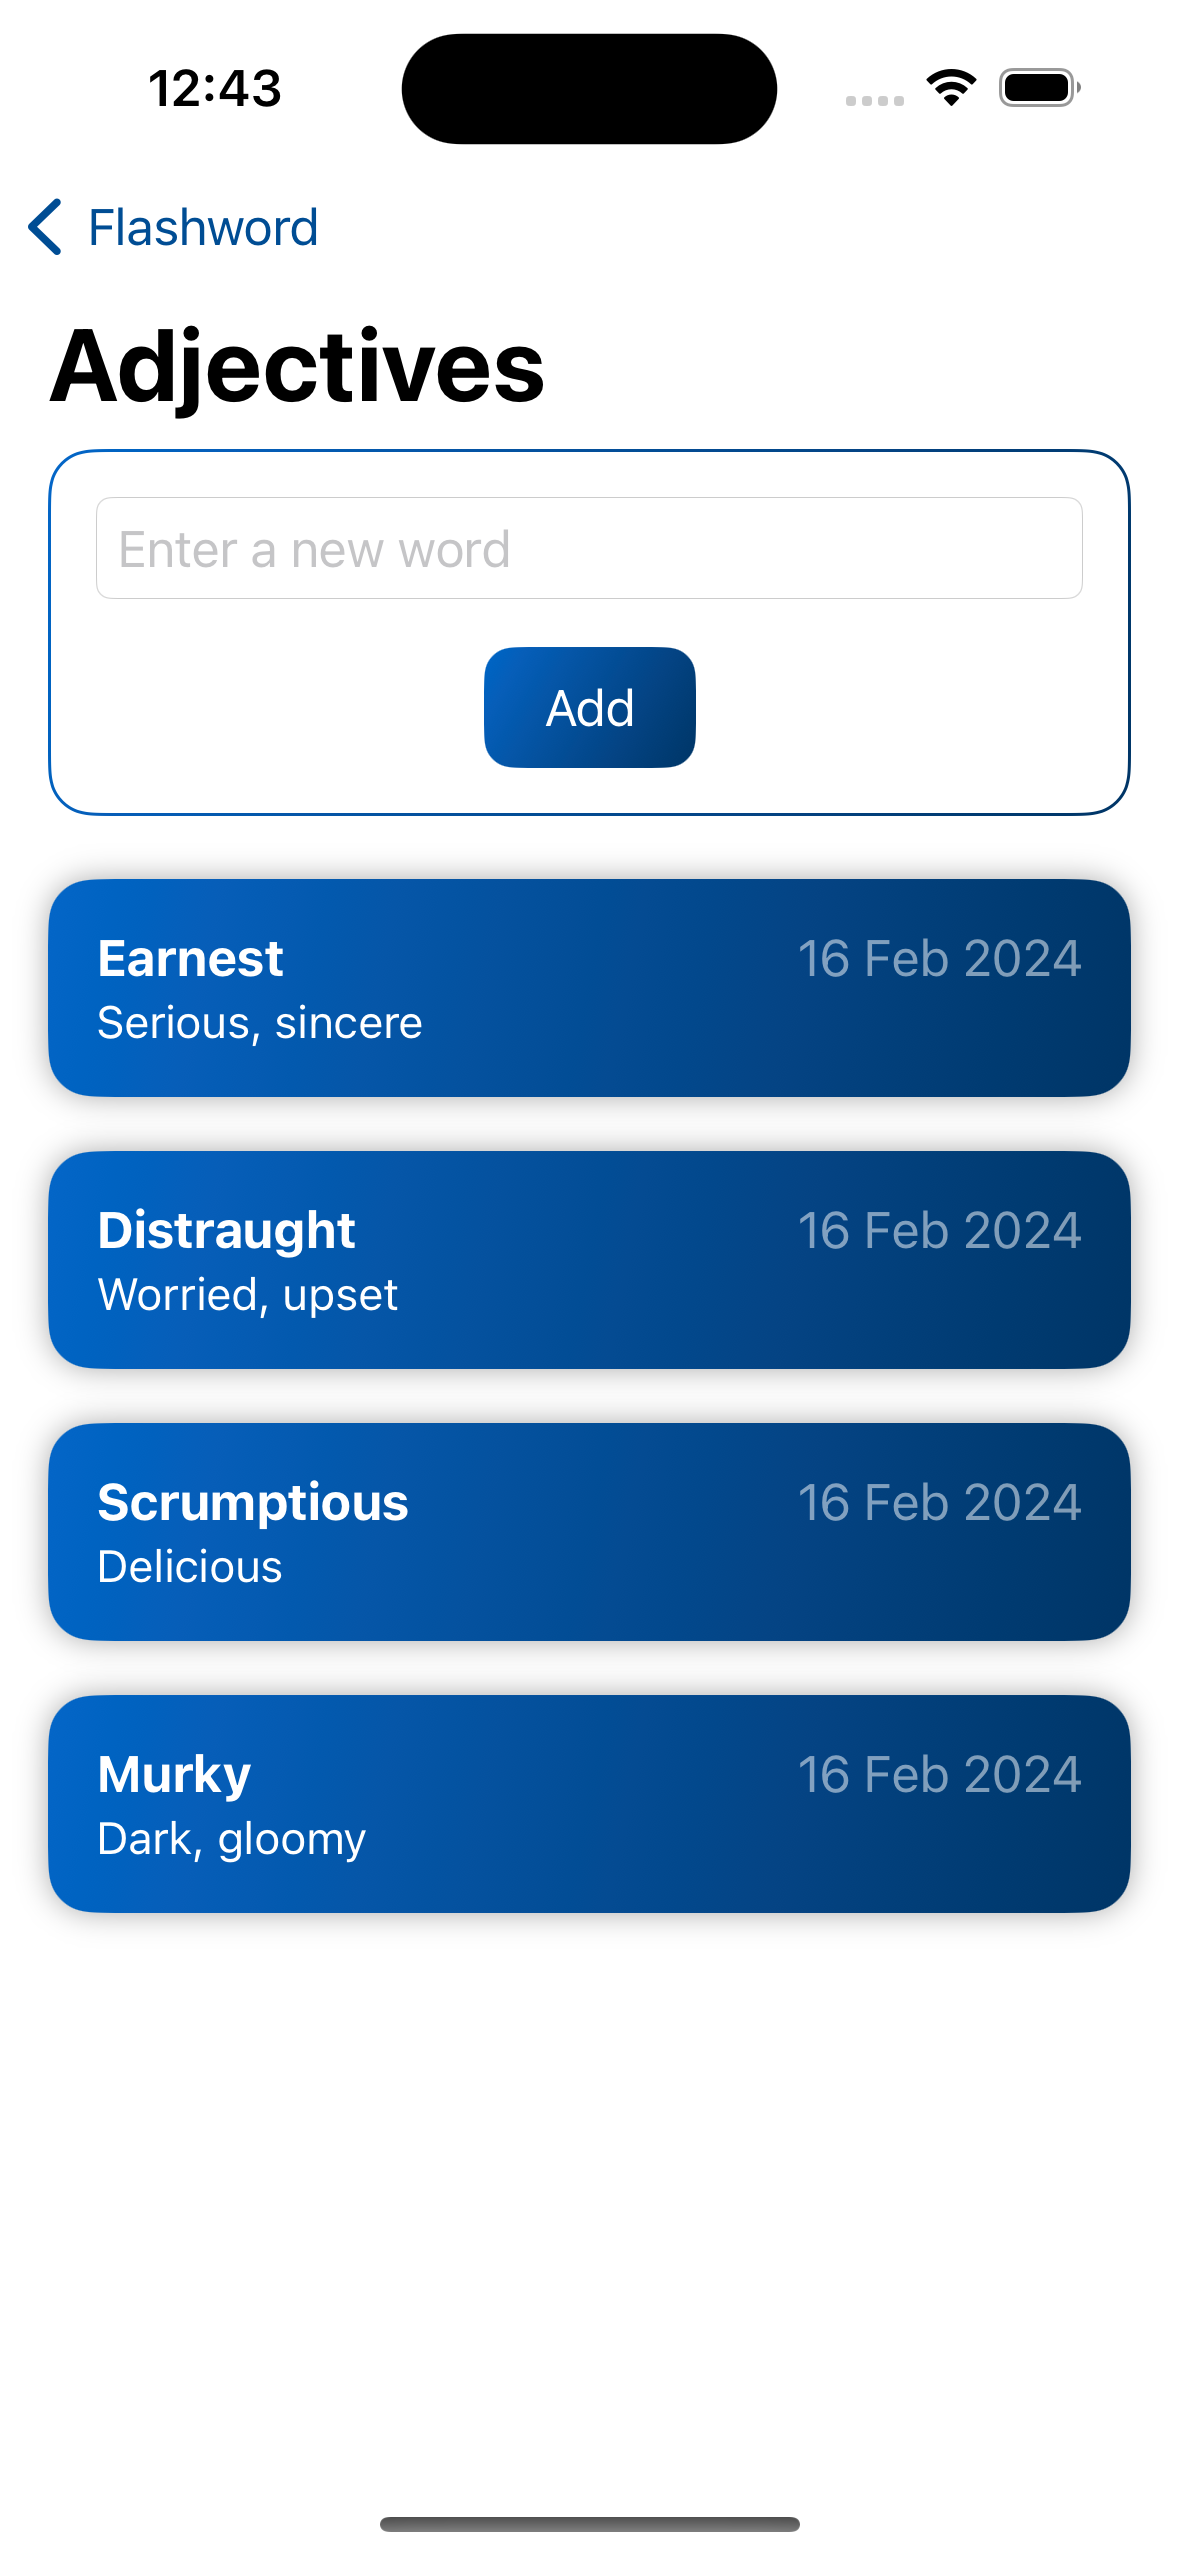 12:43
Flashword
Adjectives
Enter a new word
Add
Earnest 16 Feb 2024
Serious, sincere
Distraught 16 Feb 2024
Worried, upset
Scrumptious 16 Feb 2024
Delicious
Murky 16 Feb 2024
Dark, gloomy